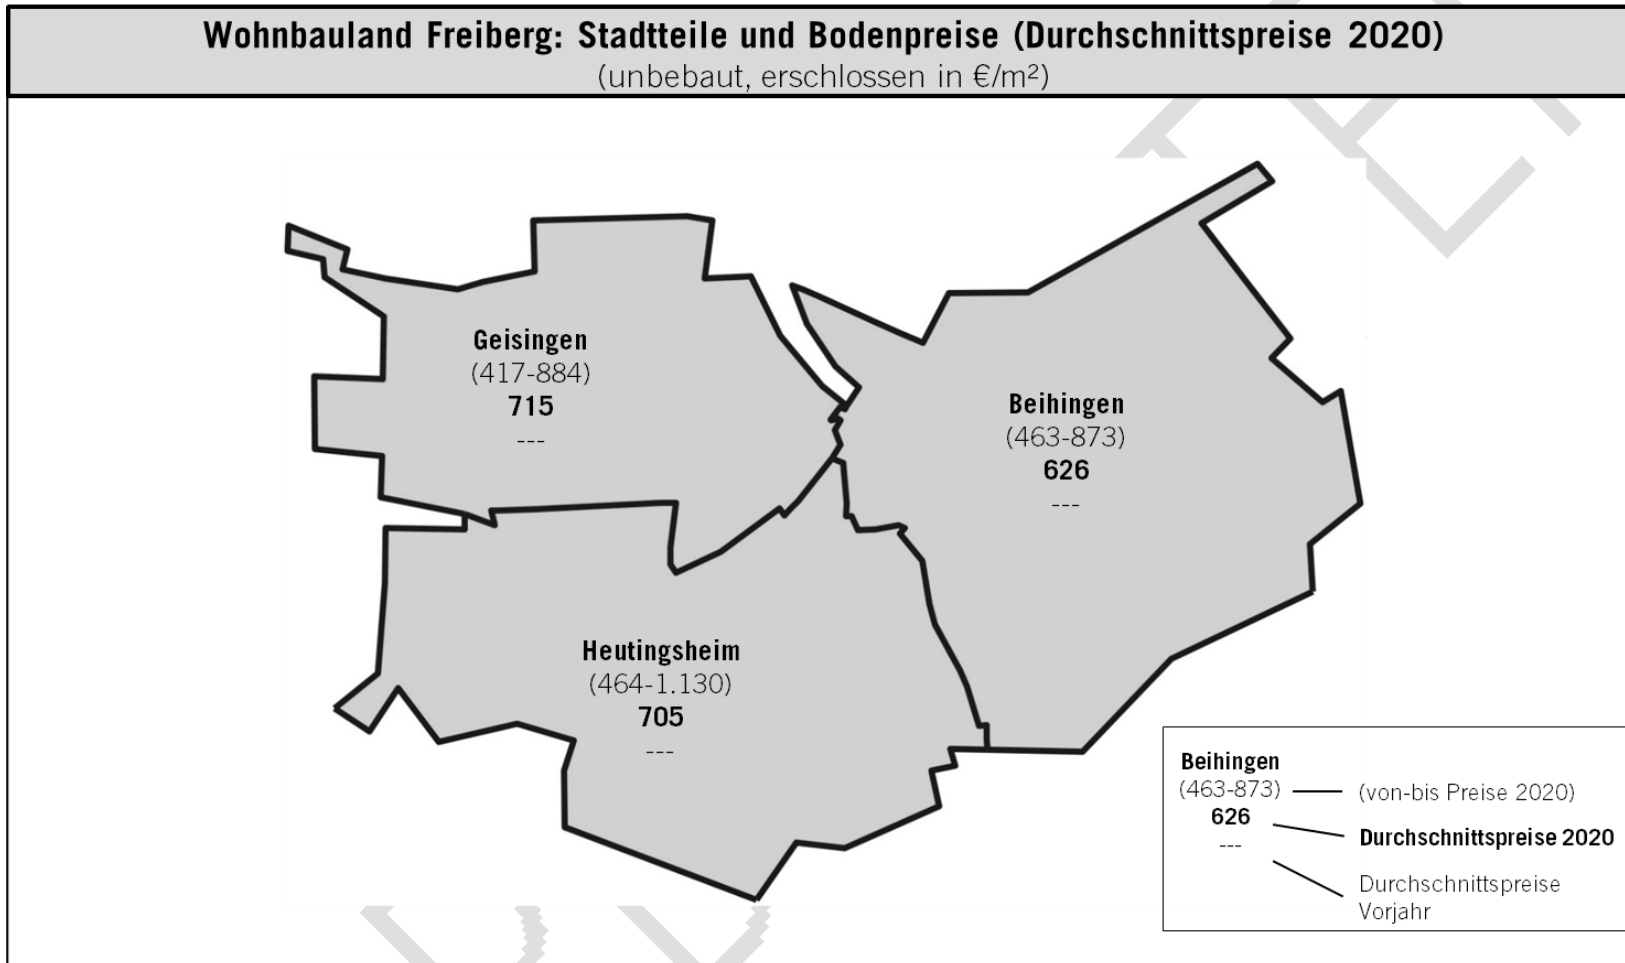 Wohnbauland Freiberg: Stadtteile und Bodenpreise (Durchschnittspreise 2020)
(unbebaut, erschlossen in €/m²)
Geisingen
(417-884)
715
---
Beihingen
(463-873)
626
---
Heutingsheim
(464-1.130)
705
---
Beihingen
(463-873)
626
---
(von-bis Preise 2020)
Durchschnittspreise 2020
Durchschnittspreise
Vorjahr